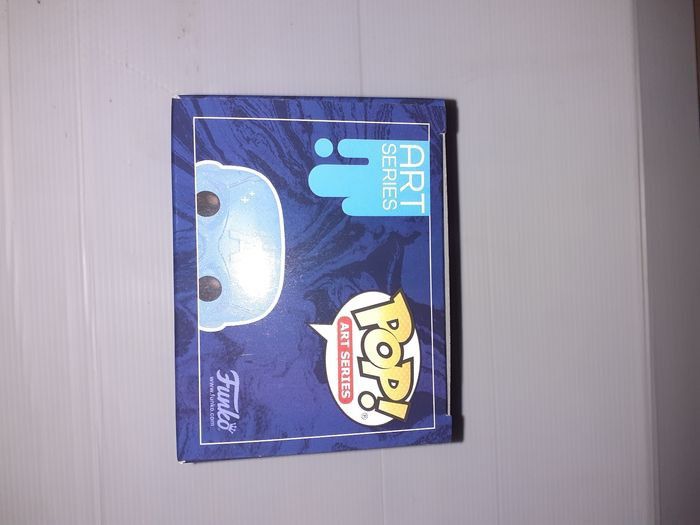 ART
SERIES
POP!
®
ART SERIES
A
Funko
www.funko.com